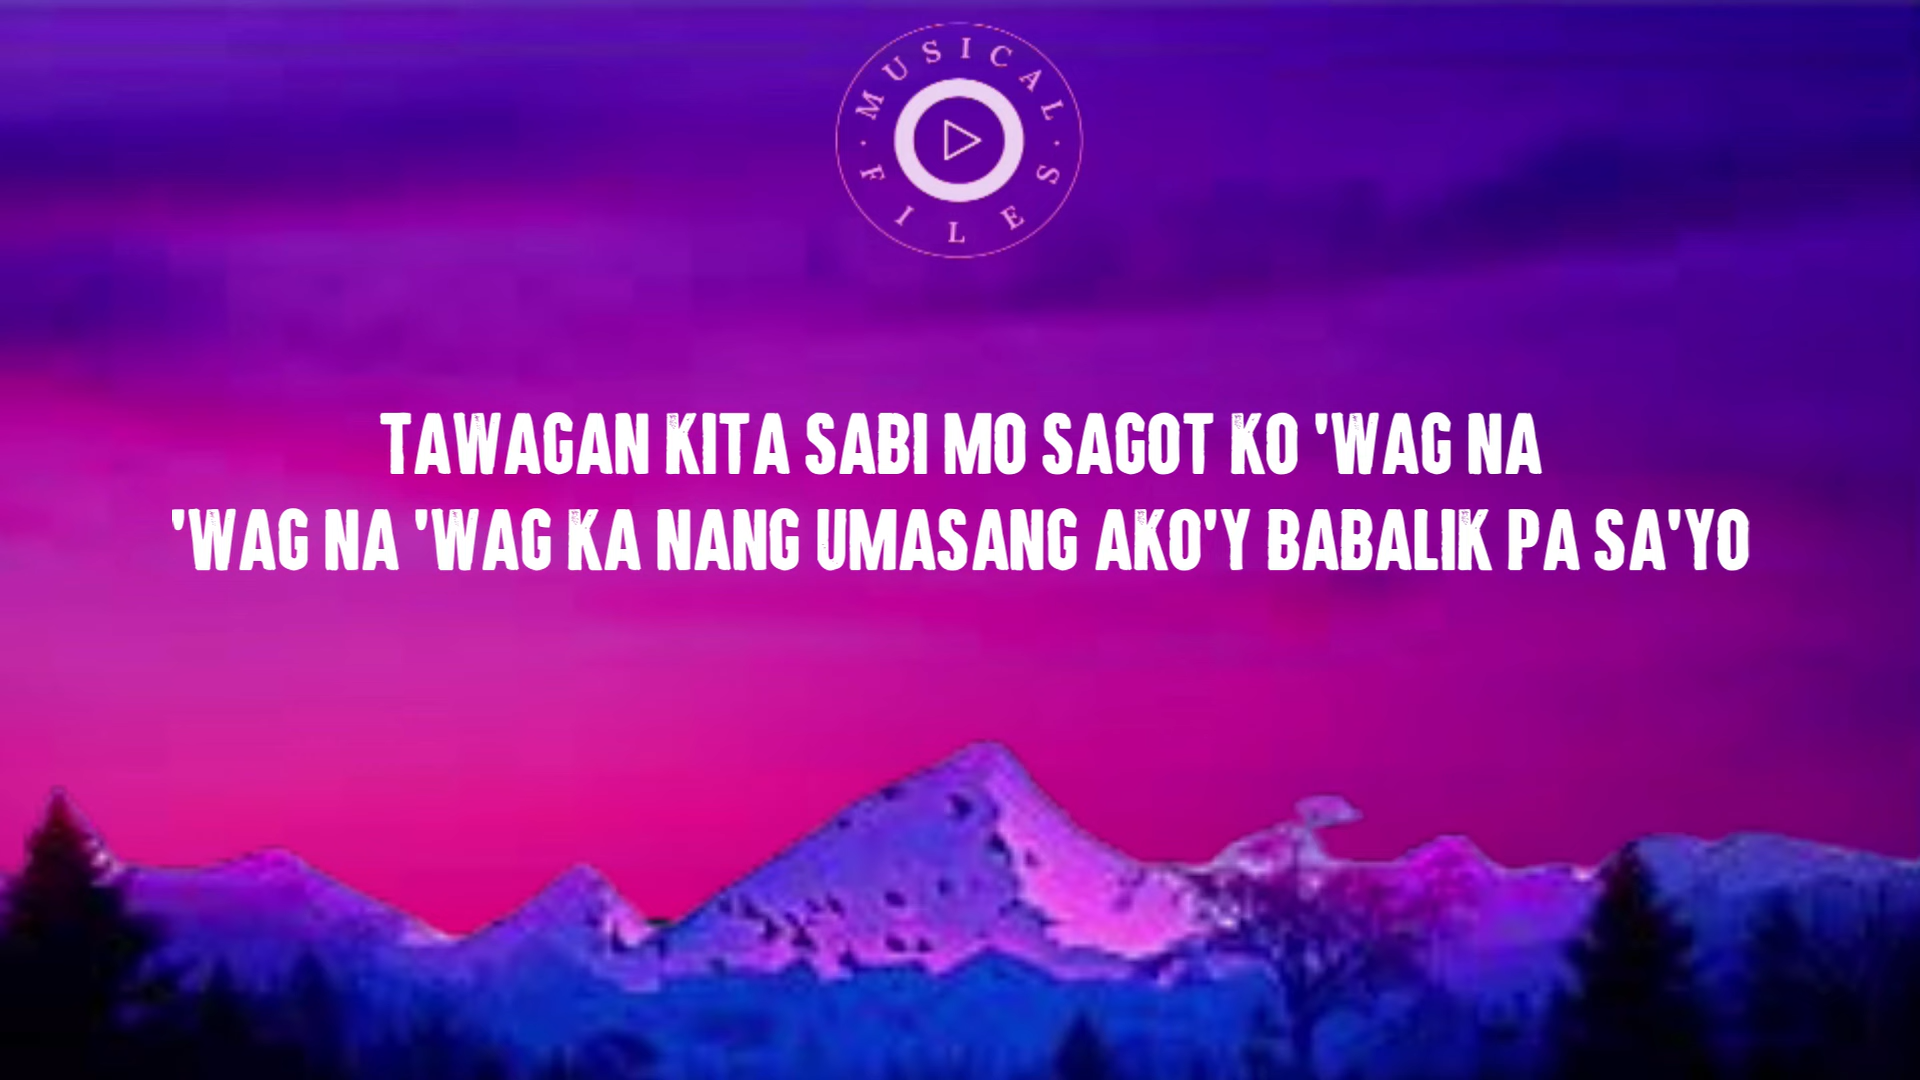 MUSICAL
FILES
TAWAGAN KITA SABI MO SAGOT KO 'WAG NA
'WAG NA 'WAG KA NANG UMASANG AKO'Y BABALIK PA SA'YO